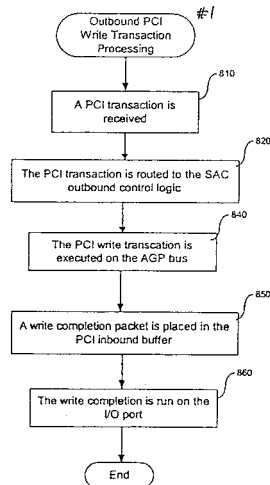 #1
Outbound PCI
Write Transaction
Processing
810
A PCI transaction is
received
820
The PCI transaction is routed to the SAC
outbound control logic
840
The PCI write transcation is
executed on the AGP bus
850
A write completion packet is placed in the
PCI inbound buffer
860
The write completion is run on the
I/O port
End